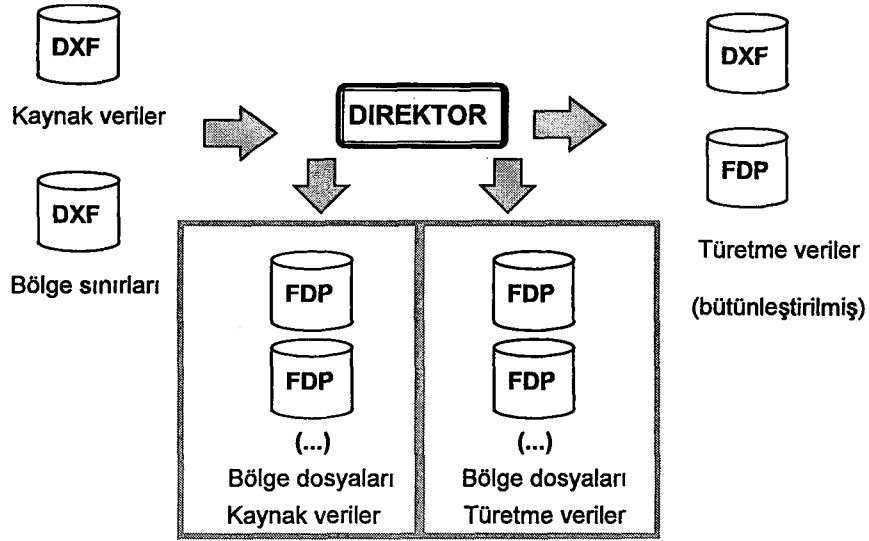 DXF
Kaynak veriler
DXF
Bölge sınırları
DIREKTOR
DXF
FDP
Türetme veriler
(bütünleştirilmiş)
FDP
FDP
(...)
Bölge dosyaları
Kaynak veriler
FDP
FDP
(...)
Bölge dosyaları
Türetme veriler